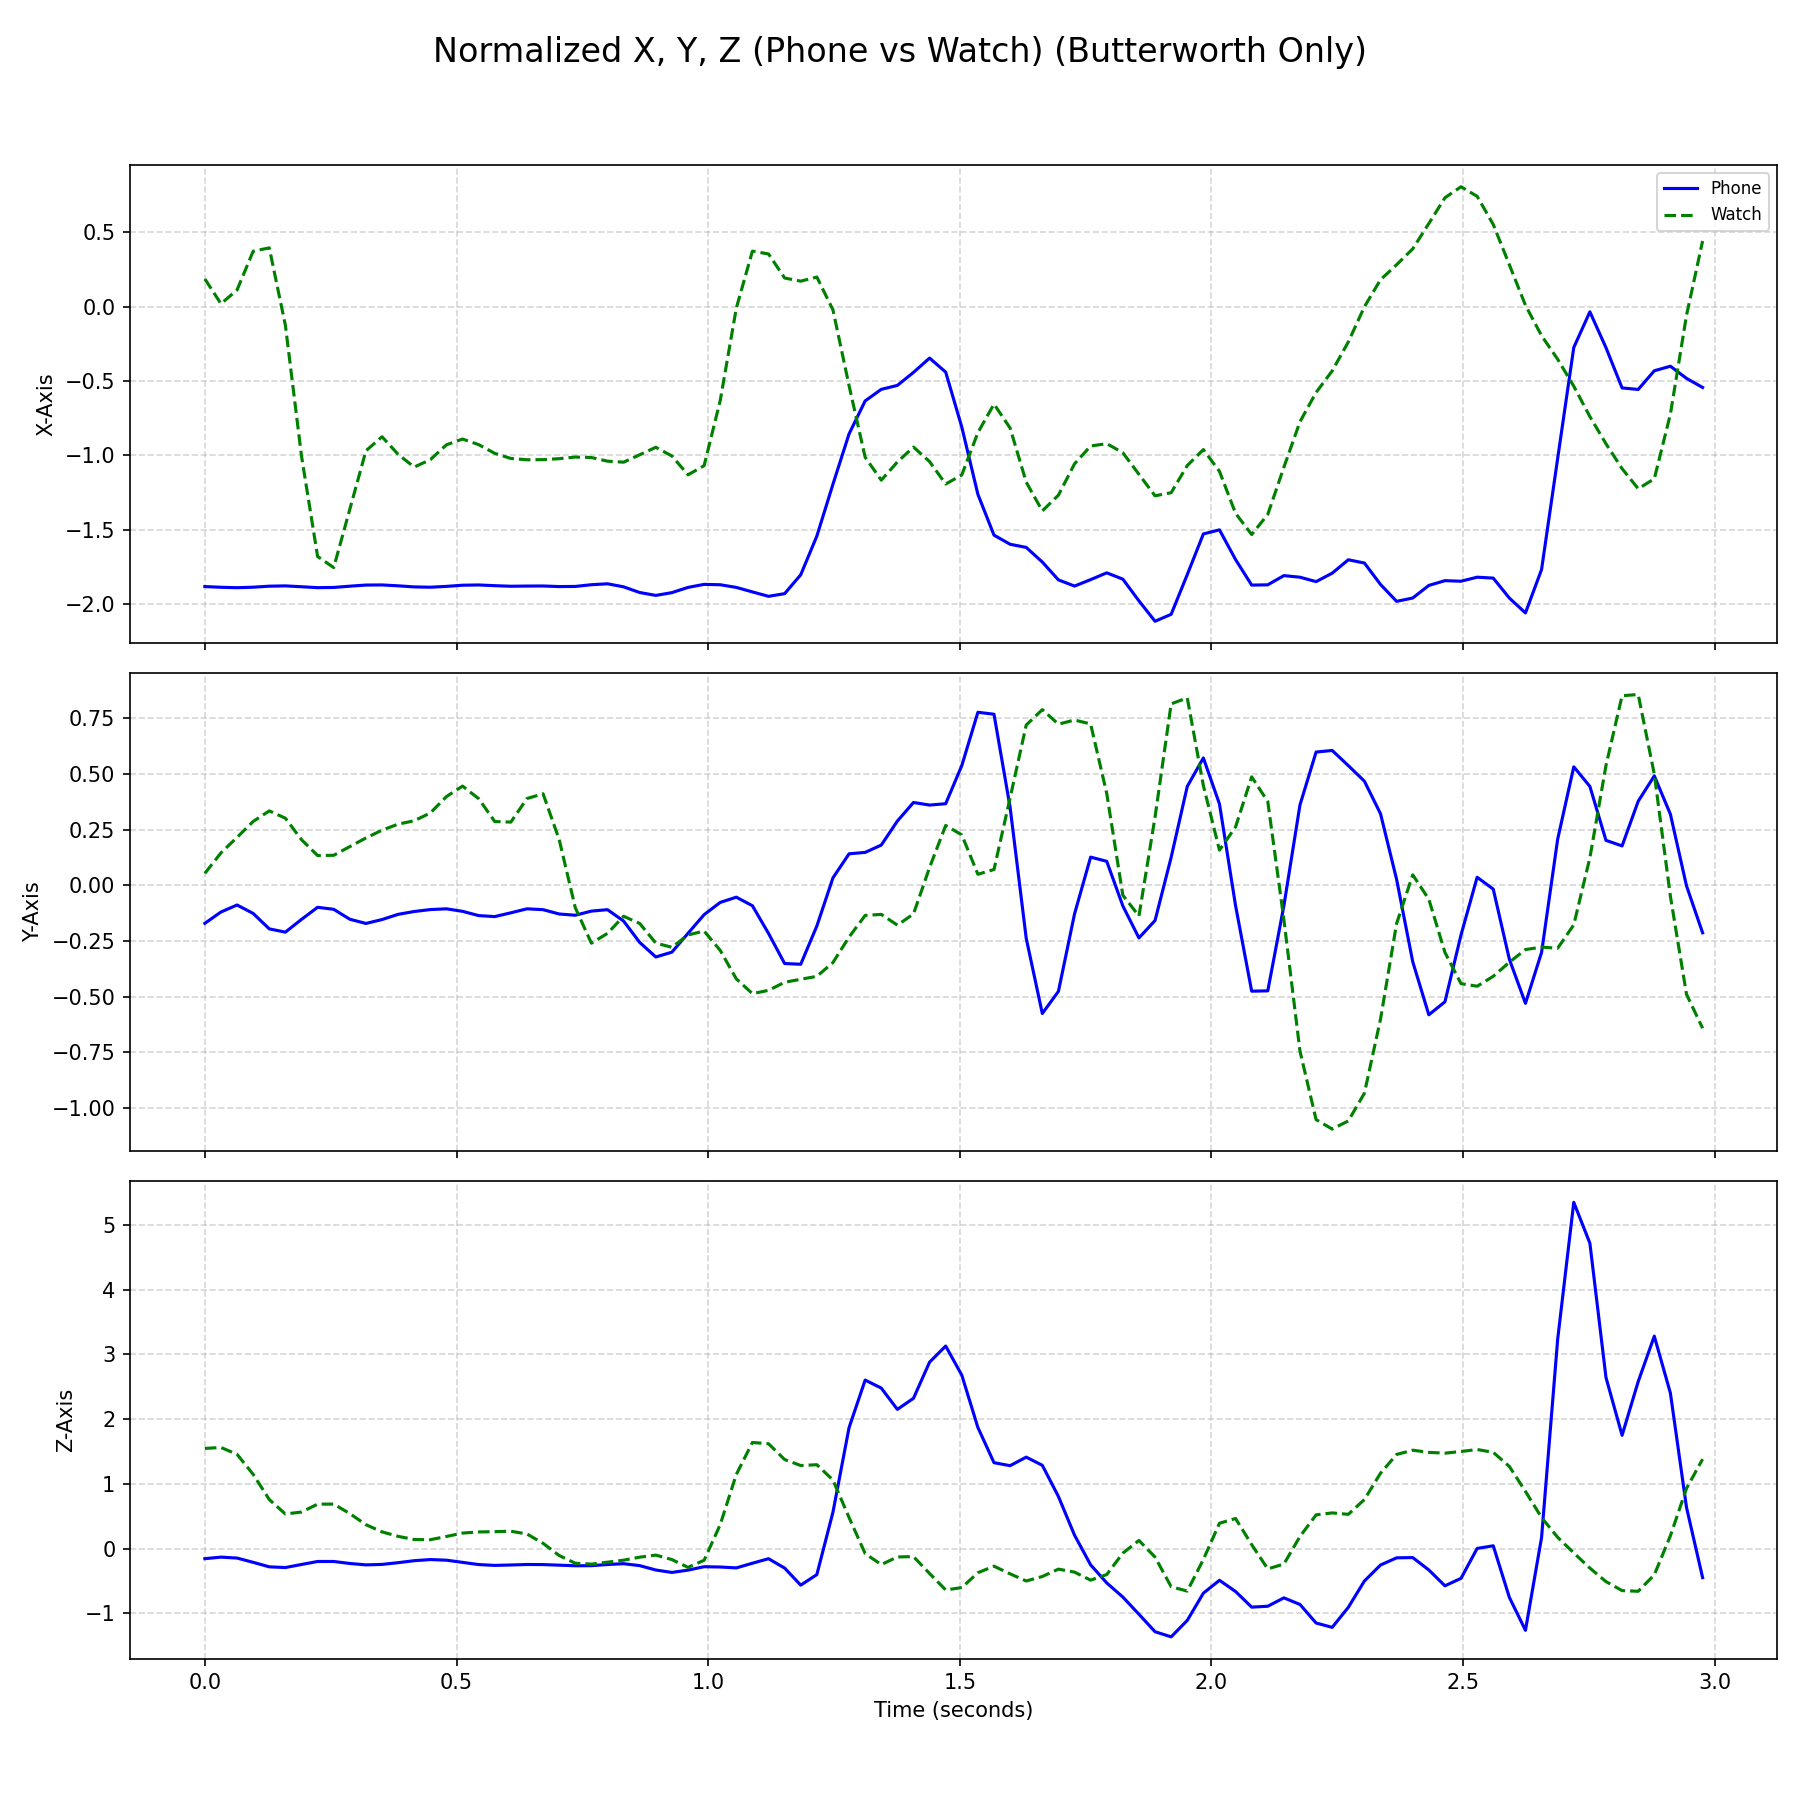 Normalized X, Y, Z (Phone vs Watch) (Butterworth Only)
Phone
Watch
X-Axis
0.5
0.0
−0.5
−1.0
−1.5
−2.0
Y-Axis
0.75
0.50
0.25
0.00
−0.25
−0.50
−0.75
−1.00
Z-Axis
5
4
3
2
1
0
−1
0.0 0.5 1.0 1.5 2.0 2.5 3.0
Time (seconds)